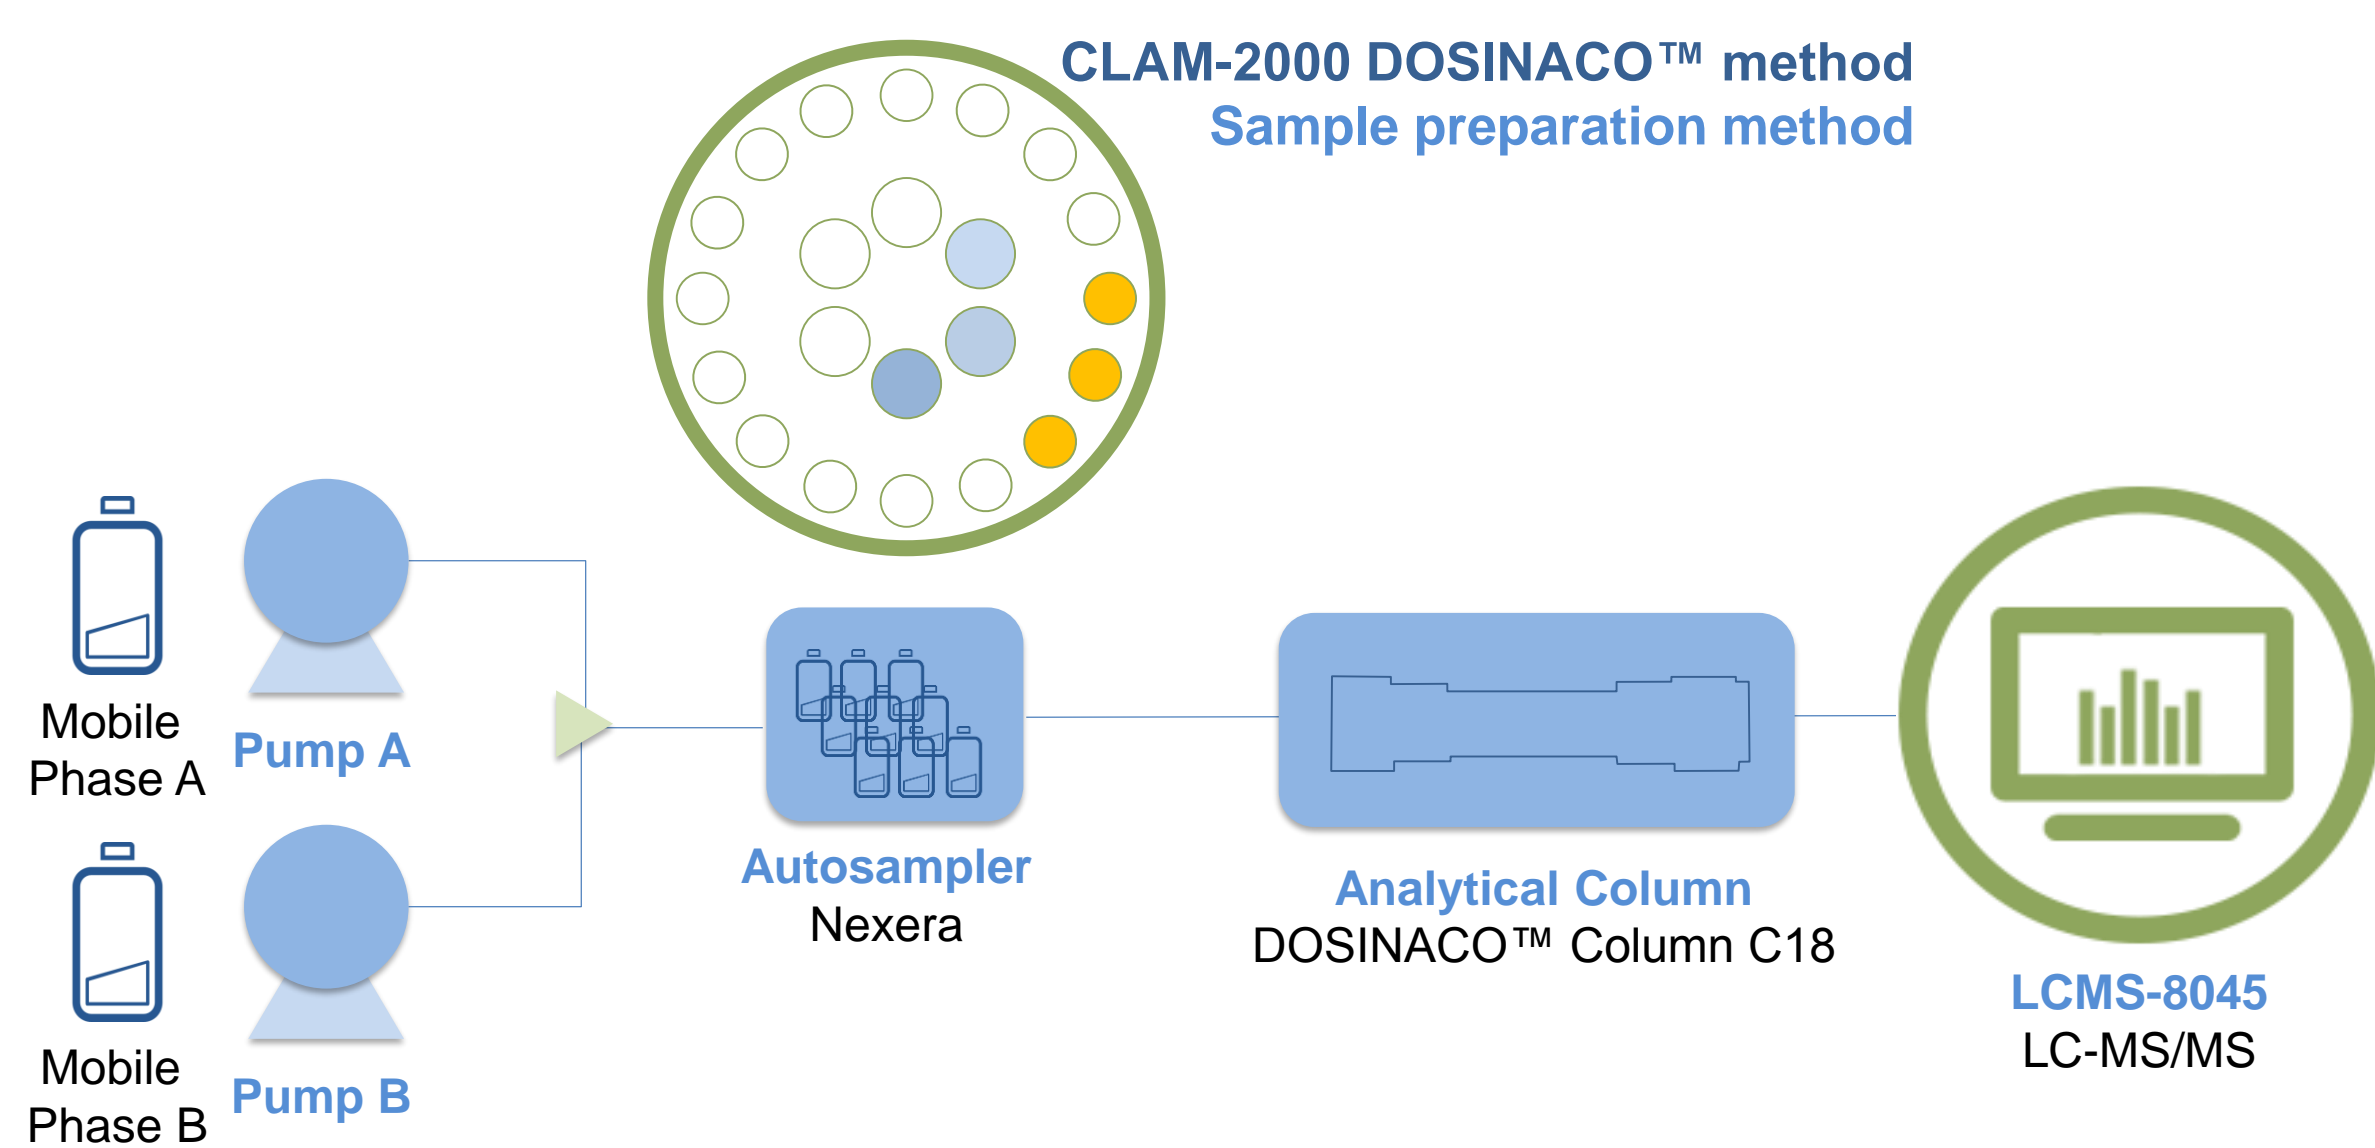 CLAM-2000 DOSINACO™ method
Sample preparation method
Mobile
Phase A
Pump A
Mobile
Phase B
Pump B
Autosampler
Nexera
Analytical Column
DOSINACO™ Column C18
LCMS-8045
LC-MS/MS